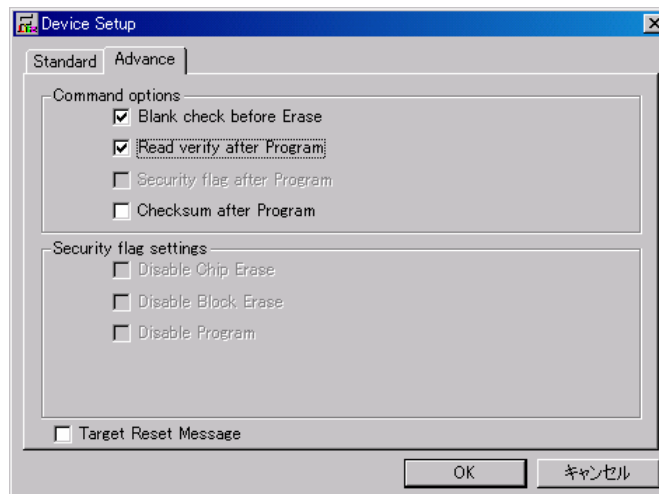 Device Setup
Standard
Advance
Command options
Blank check before Erase
Read verify after Program
Security flag after Program
Checksum after Program
Security flag settings
Disable Chip Erase
Disable Block Erase
Disable Program
Target Reset Message
OK
キャンセル